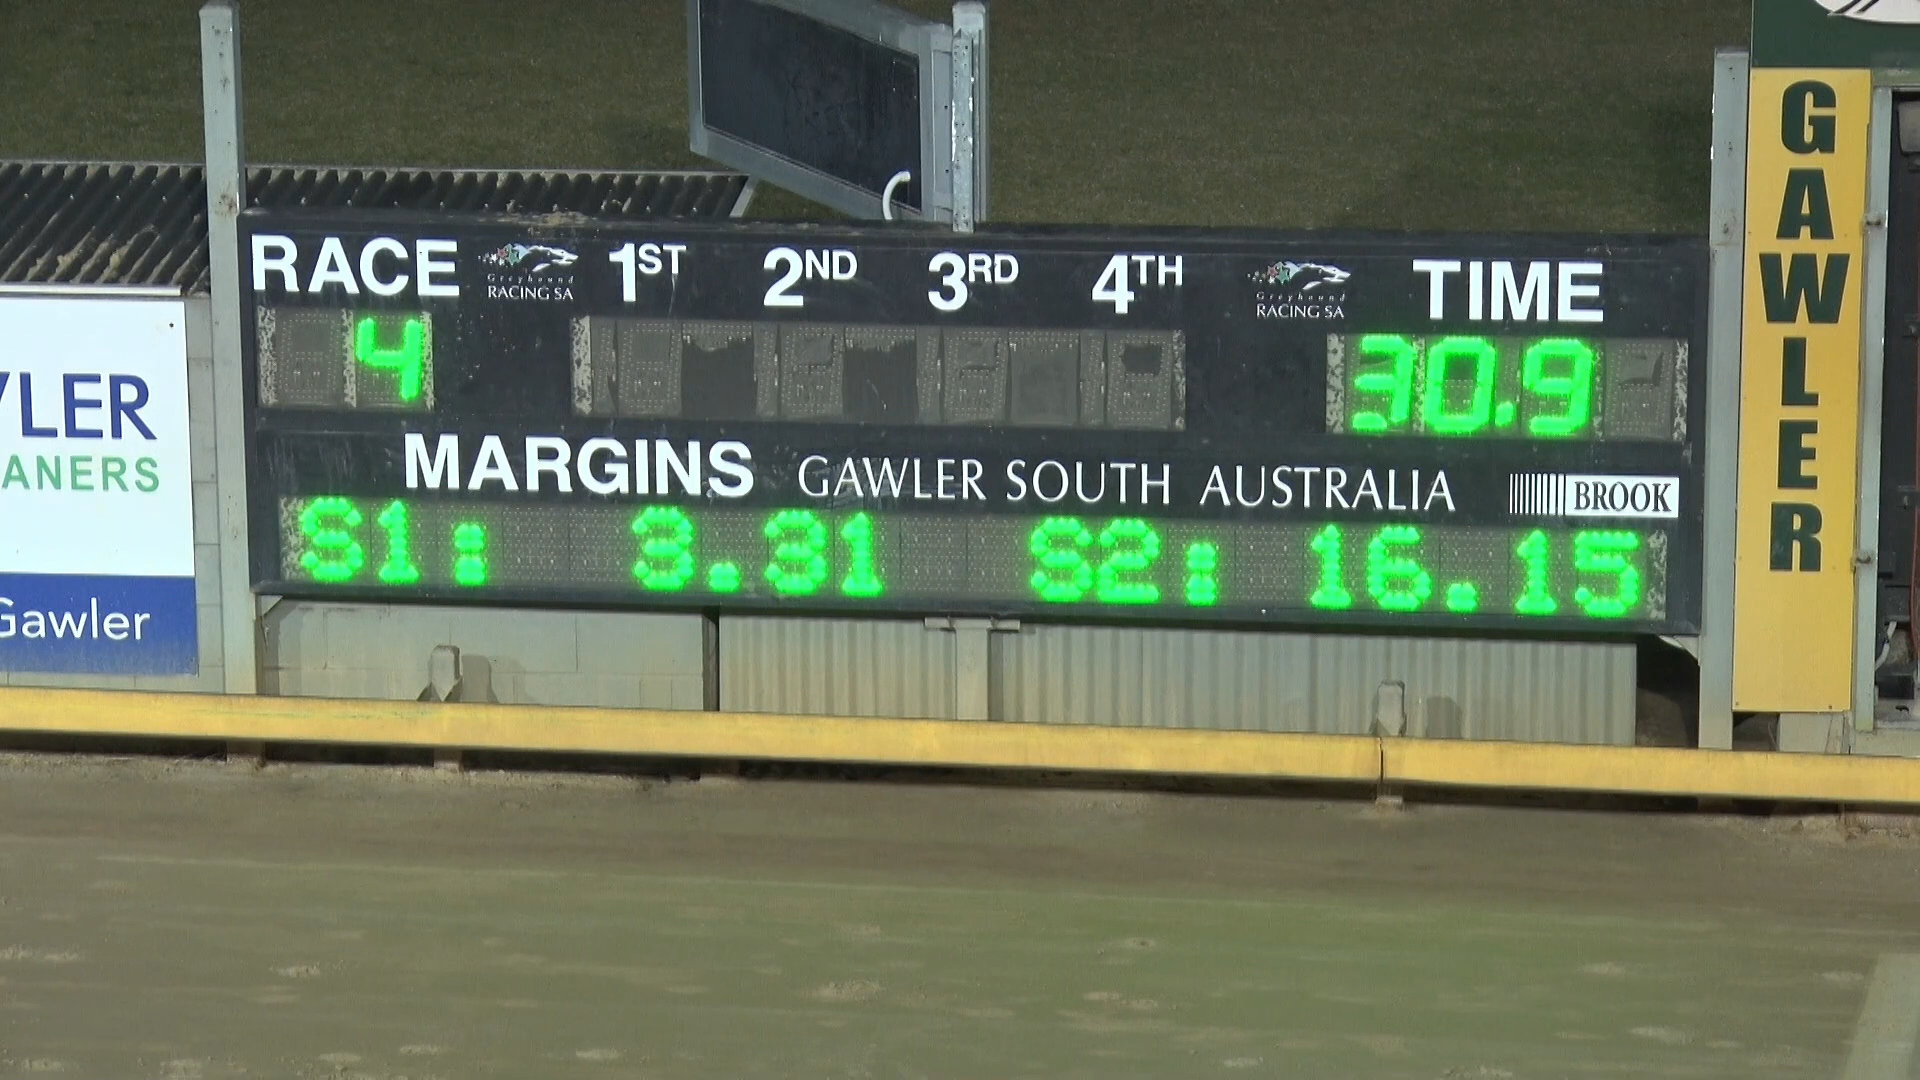 RACE
Greyhound
RACING SA
1ST 2ND 3RD 4TH
Greyhound
RACING SA
TIME
4
30.9
MARGINS
GAWLER SOUTH AUSTRALIA
BROOK
S1: 3.31 S2: 16.15
LER
ANERS
Gawler
GAWLER